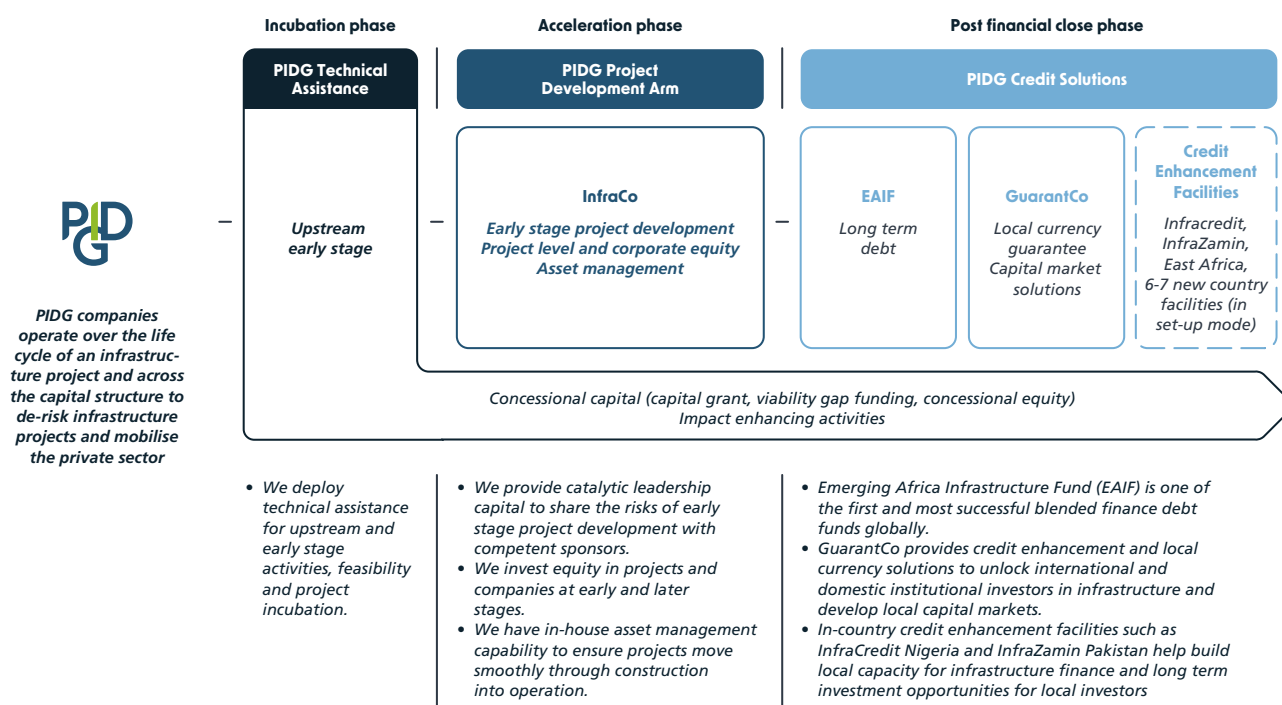 Incubation phase
Acceleration phase
Post financial close phase
PIDG Technical
Assistance
PIDG Project
Development Arm
PIDG Credit Solutions
PIDG
PIDG companies
operate over the life
cycle of an infrastruc-
ture project and across
the capital structure to
de-risk infrastructure
projects and mobilise
the private sector
Upstream
early stage
InfraCo
Early stage project development
Project level and corporate equity
Asset management
EAIF
Long term
debt
GuarantCo
Local currency
guarantee
Capital market
solutions
Credit
Enhancement
Facilities
Infracredit,
InfraZamin,
East Africa,
6-7 new country
facilities (in
set-up mode)
Concessional capital (capital grant, viability gap funding, concessional equity)
Impact enhancing activities
• We deploy
technical assistance
for upstream and
early stage
activities, feasibility
and project
incubation.
• We provide catalytic leadership
capital to share the risks of early
stage project development with
competent sponsors.
• We invest equity in projects and
companies at early and later
stages.
• We have in-house asset management
capability to ensure projects move
smoothly through construction
into operation.
• Emerging Africa Infrastructure Fund (EAIF) is one of
the first and most successful blended finance debt
funds globally.
• GuarantCo provides credit enhancement and local
currency solutions to unlock international and
domestic institutional investors in infrastructure and
develop local capital markets.
• In-country credit enhancement facilities such as
InfraCredit Nigeria and InfraZamin Pakistan help build
local capacity for infrastructure finance and long term
investment opportunities for local investors